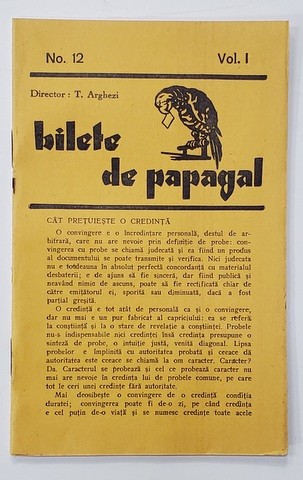 No. 12
Vol. I
Director : T. Arghezi
bilete
de papagal
CÂT PREȚUIEȘTE O CREDINȚĂ
O convingere e o încredințare personală, destul de ar-
bitrară, care nu are nevoie prin definiție de probe: con-
vingerea cu probe se chiamă judecată și ea fiind un produs
al documentului se poate transmite și verifica. Nici judecata
nu e totdeauna în absolut perfectă concordanță cu materialul
desbaterii; e de ajuns să fie sinceră, dar fiind publică și
neavând nimic de ascuns, poate să fie rectificată chiar de
către emițătorul ei, sporită sau diminuată, dacă a fost
parțial greșită.
O credință e tot atât de personală ca și o convingere,
dar nu mai e un pur fabricat al capriciului: ea se referă
la conștiință și la o stare de revelație a conștiinței. Probele
nu-s indispensabile nici credinței însă credința presupune o
sinteză de probe, o intuiție justă, venită diagonal. Lipsa
probelor e împlinită cu autoritatea probată și ceeace dă
autoritatea este ceeace se chiamă la om caracter. Caracter?
Da. Caracterul se probează și cel ce probează caracter nu
mai are nevoie în credința lui de probele comune, pe care
tot le ceri unei credințe fără autoritate.
Mai deosibește o convingere de o credință condiția
duratei; convingerea poate fi de-o zi, pe când credința
e cel puțin de-o viață și se numesc credințe toate acele